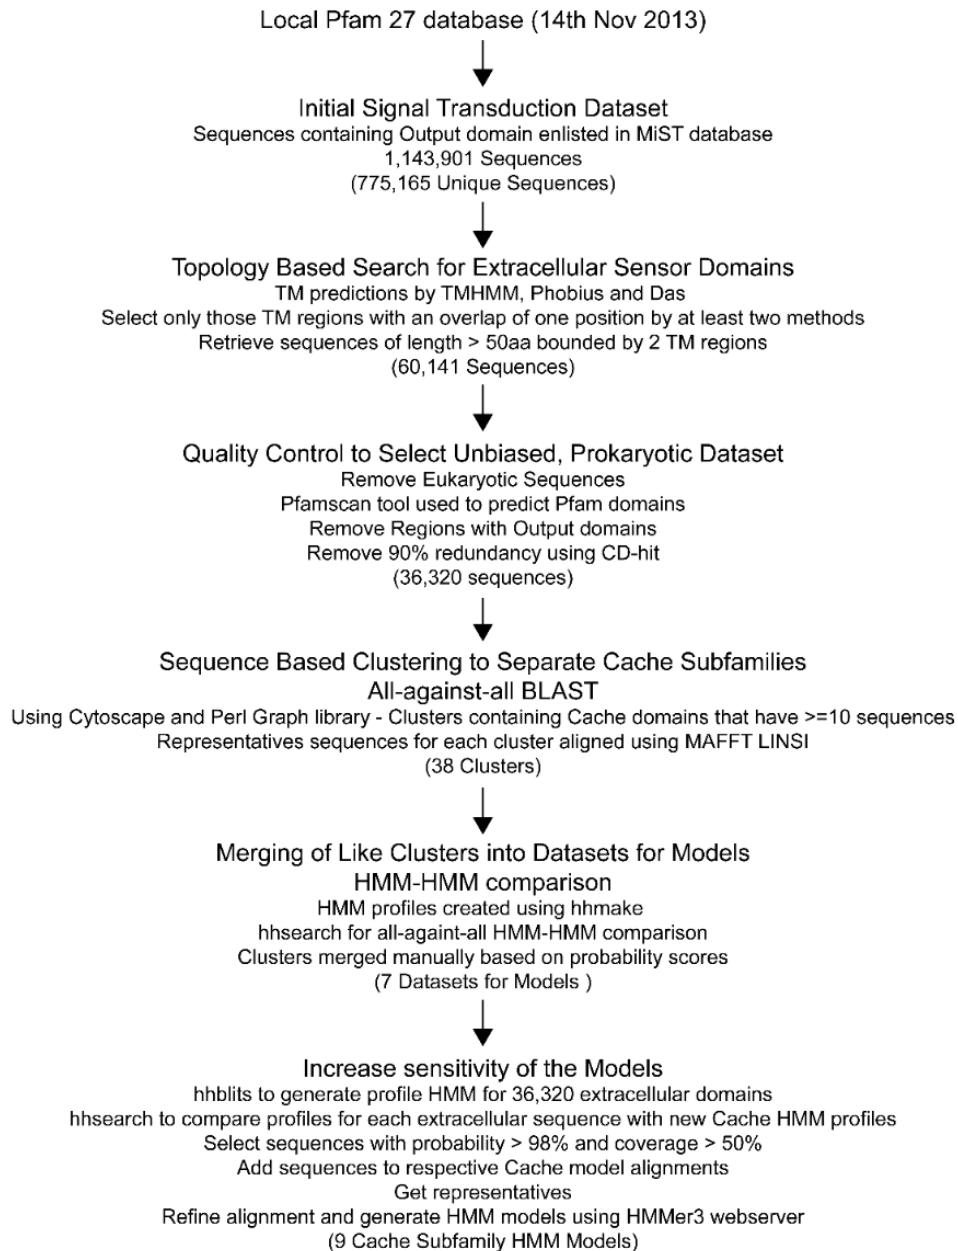 Local Pfam 27 database (14th Nov 2013)
Initial Signal Transduction Dataset
Sequences containing Output domain enlisted in MiST database
1,143,901 Sequences
(775,165 Unique Sequences)
Topology Based Search for Extracellular Sensor Domains
TM predictions by TMHMM, Phobius and Das
Select only those TM regions with an overlap of one position by at least two methods
Retrieve sequences of length > 50aa bounded by 2 TM regions
(60,141 Sequences)
Quality Control to Select Unbiased, Prokaryotic Dataset
Remove Eukaryotic Sequences
Pfamscan tool used to predict Pfam domains
Remove Regions with Output domains
Remove 90% redundancy using CD-hit
(36,320 sequences)
Sequence Based Clustering to Separate Cache Subfamilies
All-against-all BLAST
Using Cytoscape and Perl Graph library - Clusters containing Cache domains that have >=10 sequences
Representatives sequences for each cluster aligned using MAFFT LINSI
(38 Clusters)
Merging of Like Clusters into Datasets for Models
HMM-HMM comparison
HMM profiles created using hhmake
hhsearch for all-againt-all HMM-HMM comparison
Clusters merged manually based on probability scores
(7 Datasets for Models )
Increase sensitivity of the Models
hhblits to generate profile HMM for 36,320 extracellular domains
hhsearch to compare profiles for each extracellular sequence with new Cache HMM profiles
Select sequences with probability > 98% and coverage > 50%
Add sequences to respective Cache model alignments
Get representatives
Refine alignment and generate HMM models using HMMer3 webserver
(9 Cache Subfamily HMM Models)